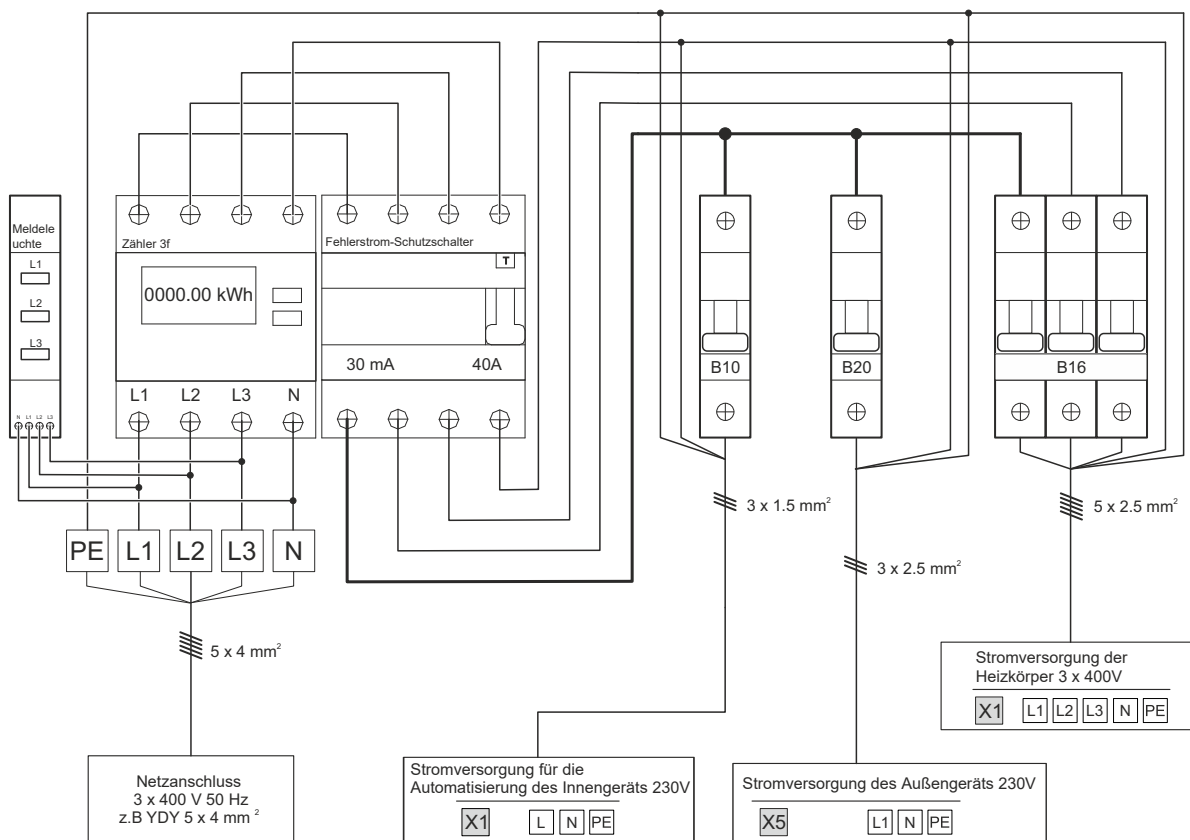 Meldele
uchte
L1
L2
L3
N L1 L2 L3
Zähler 3f
0000.00 kWh
L1 L2 L3 N
Fehlerstrom-Schutzschalter
T
30 mA 40A
B10
B20
B16
3 x 1.5 mm²
3 x 2.5 mm²
5 x 2.5 mm²
PE L1 L2 L3 N
5 x 4 mm²
Netzanschluss
3 x 400 V 50 Hz
z.B YDY 5 x 4 mm ²
Stromversorgung für die
Automatisierung des Innengeräts 230V
X1 L N PE
Stromversorgung des Außengeräts 230V
X5 L1 N PE
Stromversorgung der
Heizkörper 3 x 400V
X1 L1 L2 L3 N PE